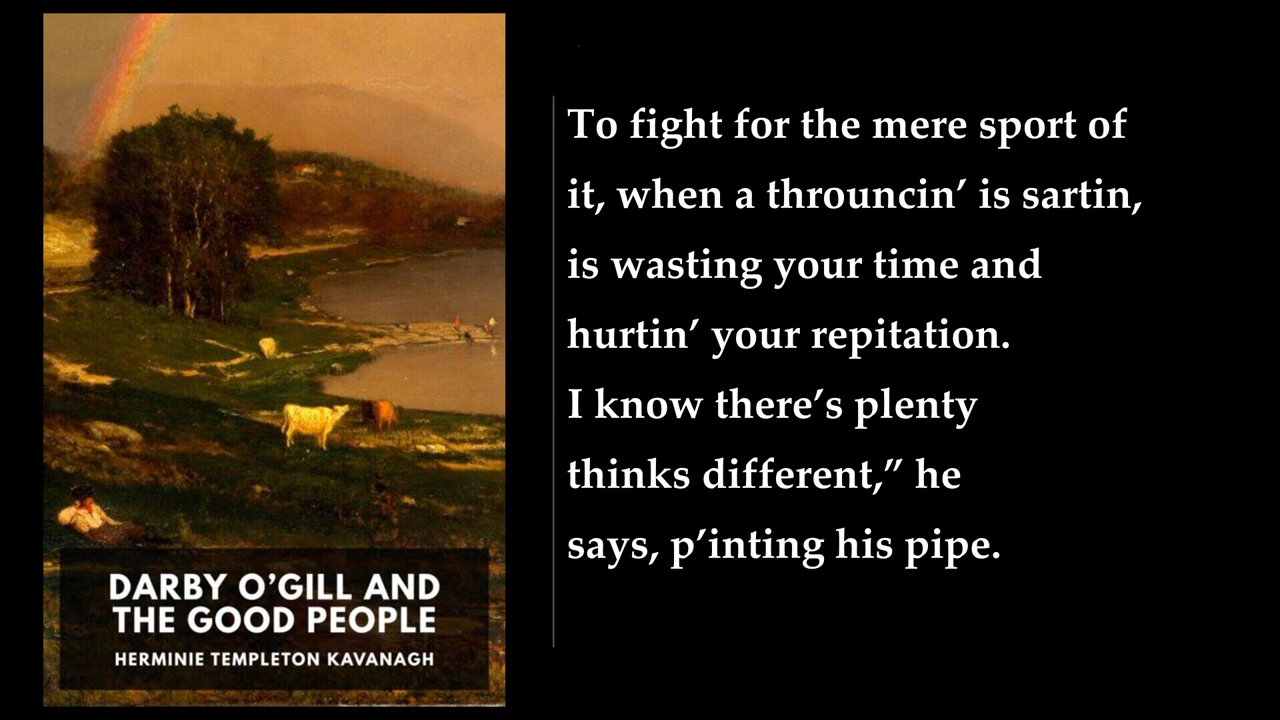 DARBY O’GILL AND
THE GOOD PEOPLE
HERMINIE TEMPLETON KAVANAGH
To fight for the mere sport of
it, when a throuncin’ is sartin,
is wasting your time and
hurtin’ your repitation.
I know there’s plenty
thinks different,” he
says, p’inting his pipe.